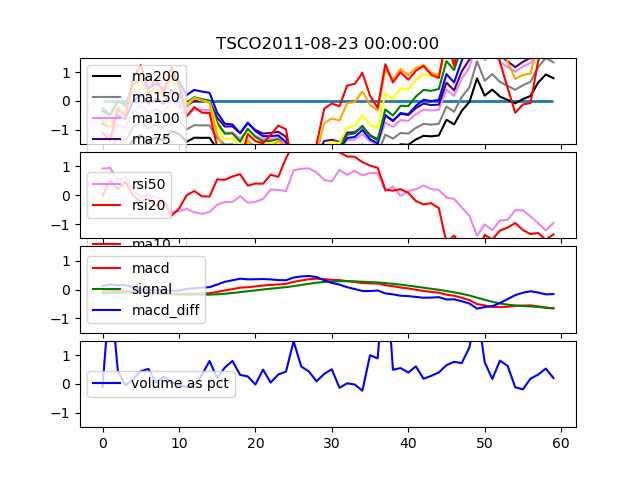 TSCO2011-08-23 00:00:00
1
0
−1
ma200
ma150
ma100
ma75
1
0
−1
rsi50
rsi20
ma10
1
0
−1
macd
signal
macd_diff
1
0
−1
volume as pct
0
10
20
30
40
50
60